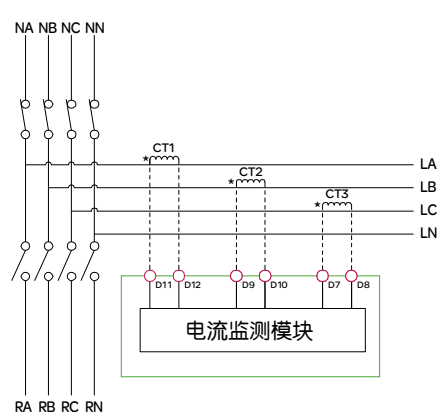 NA NB NC NN
CT1
*
LA
CT2
*
LB
CT3
*
LC
LN
D11 D12 D9 D10 D7 D8
电流监测模块
RA RB RC RN